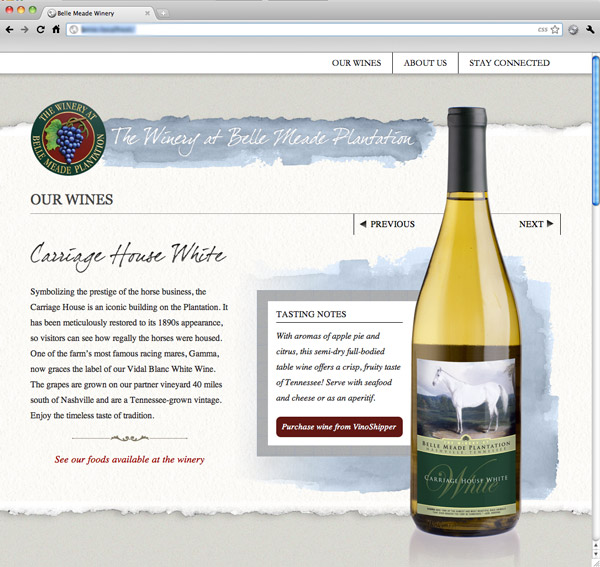 Belle Meade Winery
css
OUR WINES
ABOUT US
STAY CONNECTED
THE WINERY AT
BELLE MEADE PLANTATION
The Winery at Belle Meade Plantation
OUR WINES
PREVIOUS
NEXT
Carriage House White
Symbolizing the prestige of the horse business, the
Carriage House is an iconic building on the Plantation. It
has been meticulously restored to its 1890s appearance,
so visitors can see how regally the horses were housed.
One of the farm's most famous racing mares, Gamma,
now graces the label of our Vidal Blanc White Wine.
The grapes are grown on our partner vineyard 40 miles
south of Nashville and are a Tennessee-grown vintage.
Enjoy the timeless taste of tradition.
See our foods available at the winery
TASTING NOTES
With aromas of apple pie and
citrus, this semi-dry full-bodied
table wine offers a crisp, fruity taste
of Tennessee! Serve with seafood
and cheese or as an aperitif.
Purchase wine from VinoShipper
BELLE MEADE PLANTATION
NASHVILLE, TENNESSEE
White
CARRIAGE HOUSE WHITE